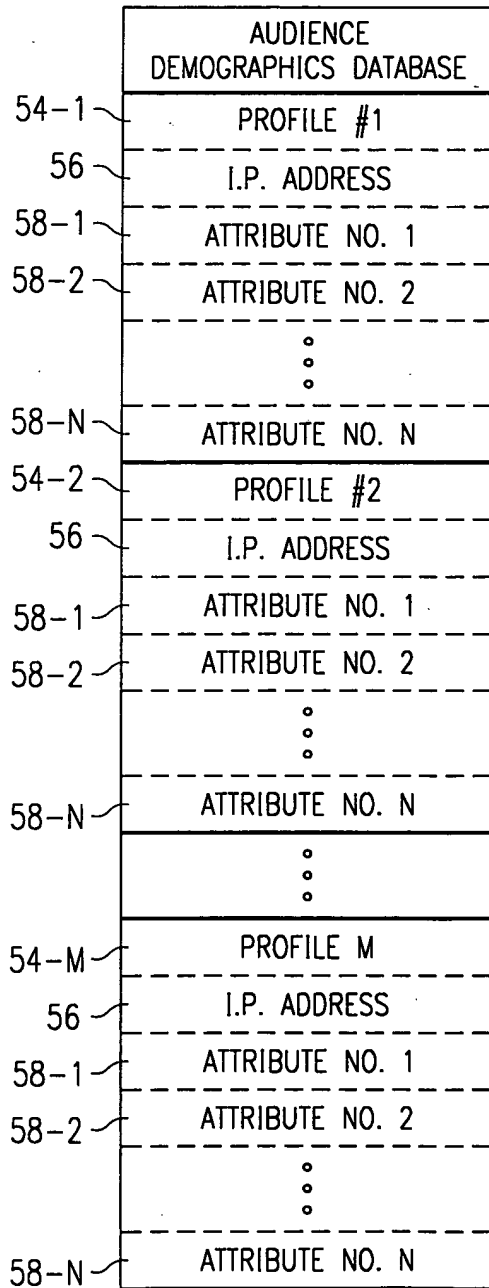 AUDIENCE
DEMOGRAPHICS DATABASE
54-1 PROFILE #1
56 I.P. ADDRESS
58-1 ATTRIBUTE NO. 1
58-2 ATTRIBUTE NO. 2
58-N ATTRIBUTE NO. N
54-2 PROFILE #2
56 I.P. ADDRESS
58-1 ATTRIBUTE NO. 1
58-2 ATTRIBUTE NO. 2
58-N ATTRIBUTE NO. N
54-M PROFILE M
56 I.P. ADDRESS
58-1 ATTRIBUTE NO. 1
58-2 ATTRIBUTE NO. 2
58-N ATTRIBUTE NO. N